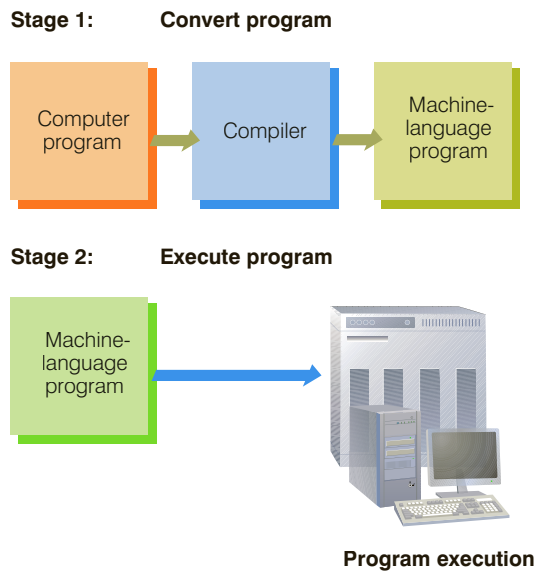 Stage 1: Convert program
Computer
program
Compiler
Machine-
language
program
Stage 2: Execute program
Machine-
language
program
Program execution